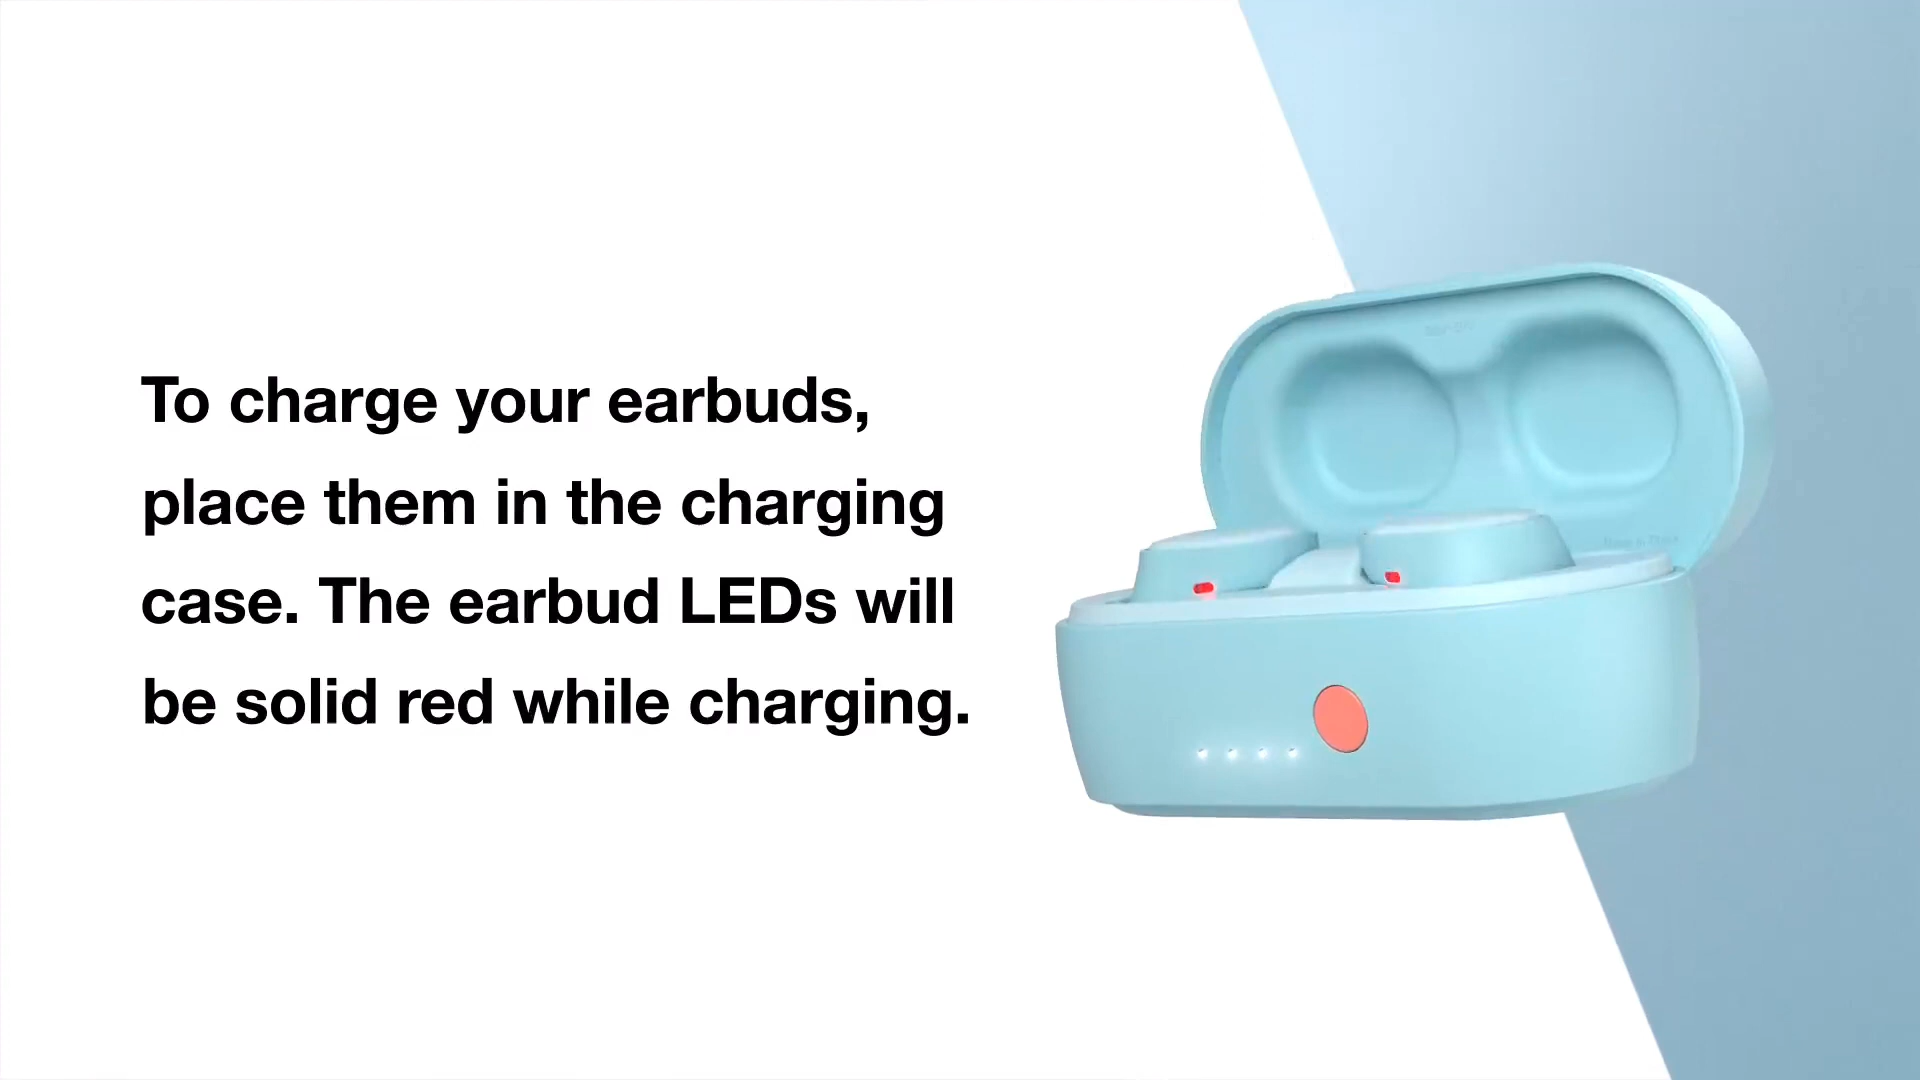 To charge your earbuds,
place them in the charging
case. The earbud LEDs will
be solid red while charging.